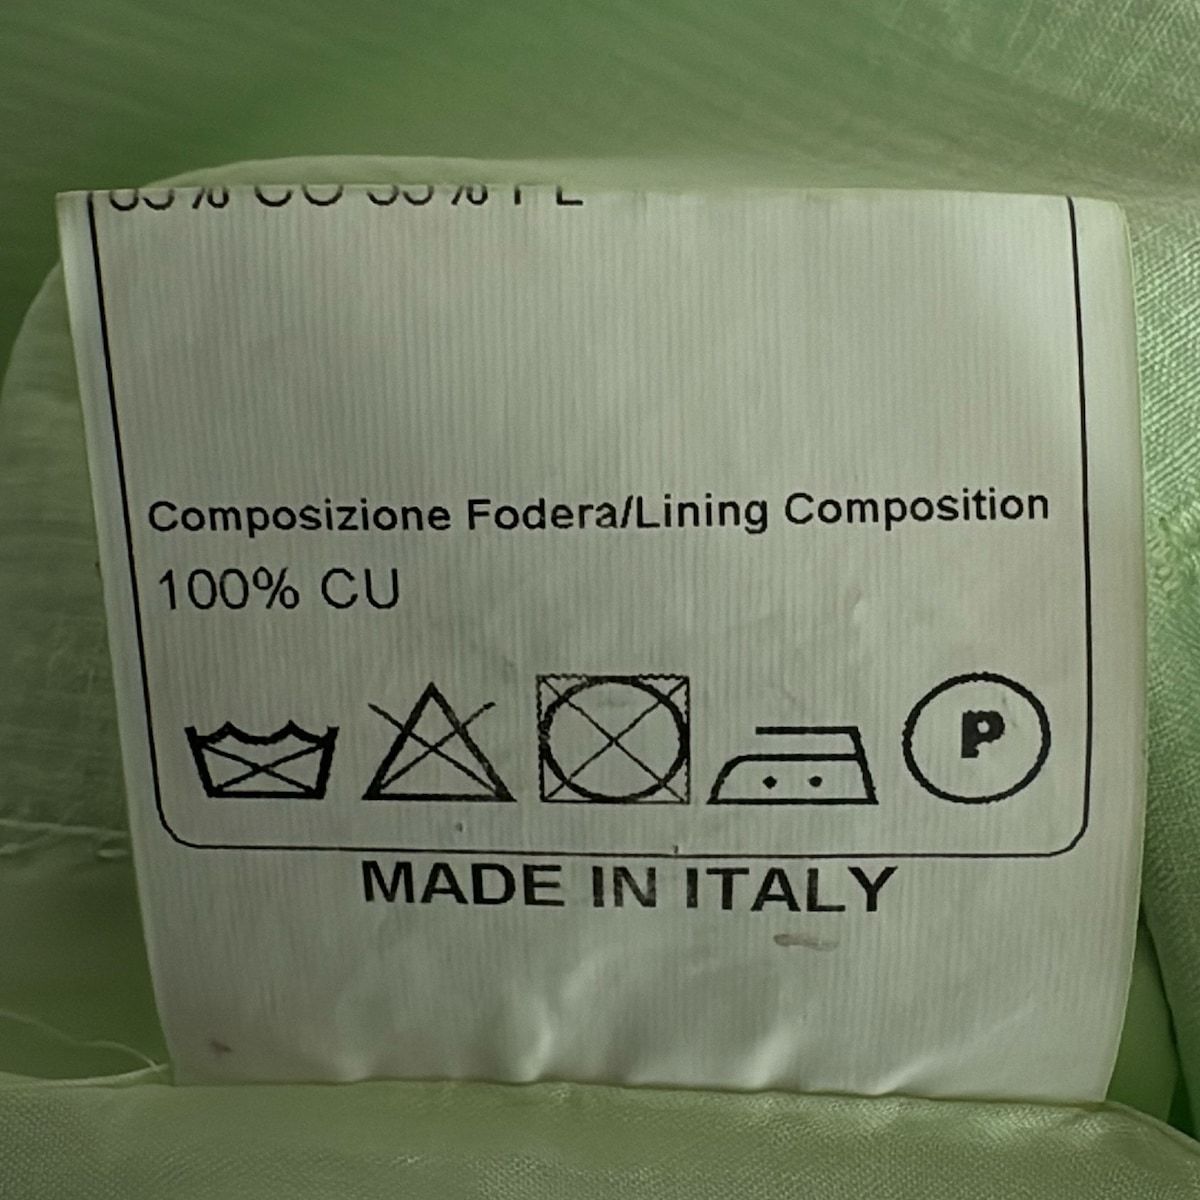 Composizione Fodera/Lining Composition
100% CU
P
MADE IN ITALY